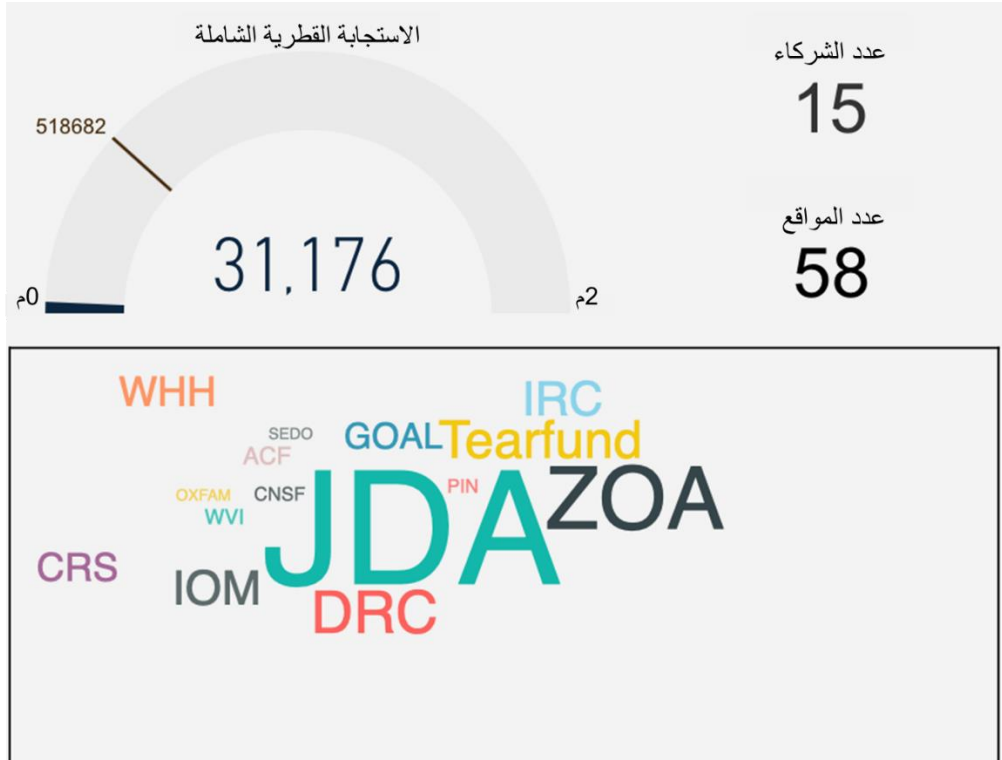 الاستجابة القطرية الشاملة
518682
31,176
0م
2م
عدد الشركاء
15
عدد المواقع
58
WHH
IRC
SEDO
GOAL
Tearfund
ACF
OXFAM
CNSF
PIN
JDA
ZOA
WVI
CRS
IOM
DRC